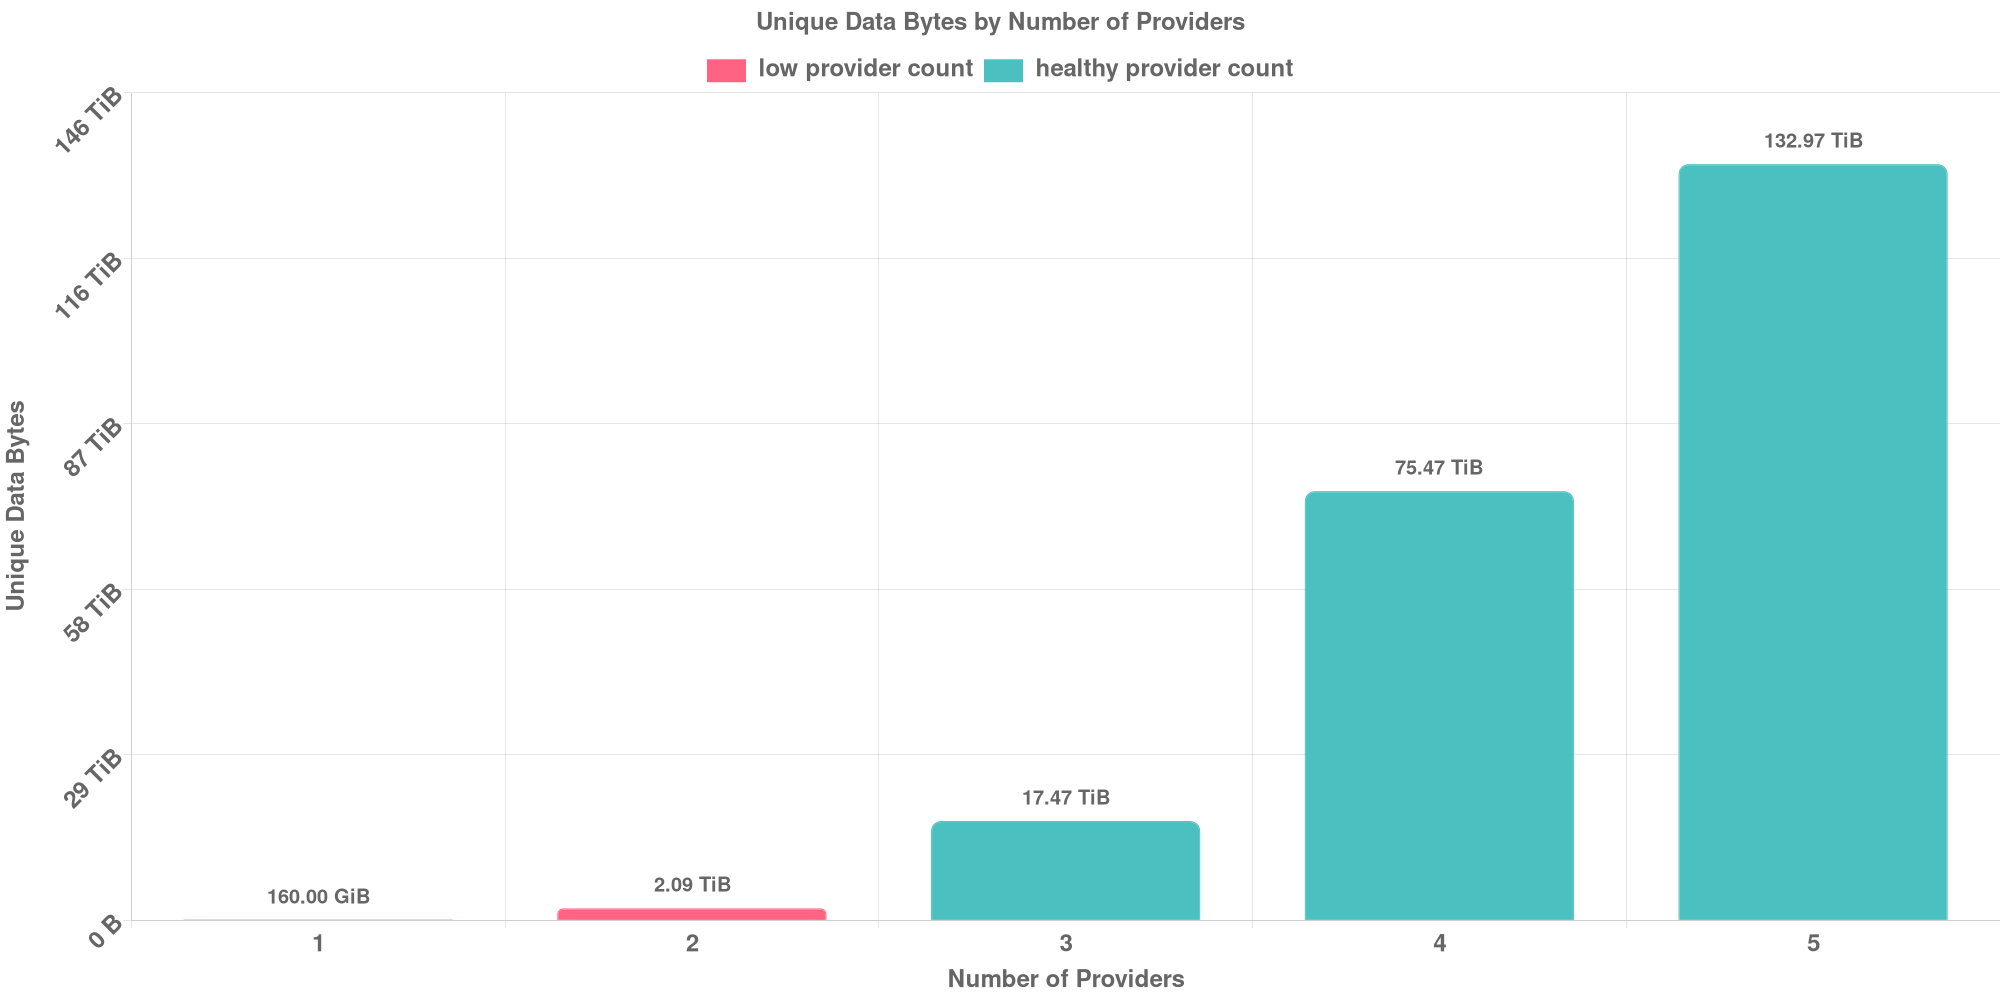 Unique Data Bytes by Number of Providers
low provider count
healthy provider count
146 TiB
116 TiB
87 TiB
58 TiB
29 TiB
0 B
Unique Data Bytes
160.00 GiB
2.09 TiB
17.47 TiB
75.47 TiB
132.97 TiB
1
2
3
4
5
Number of Providers